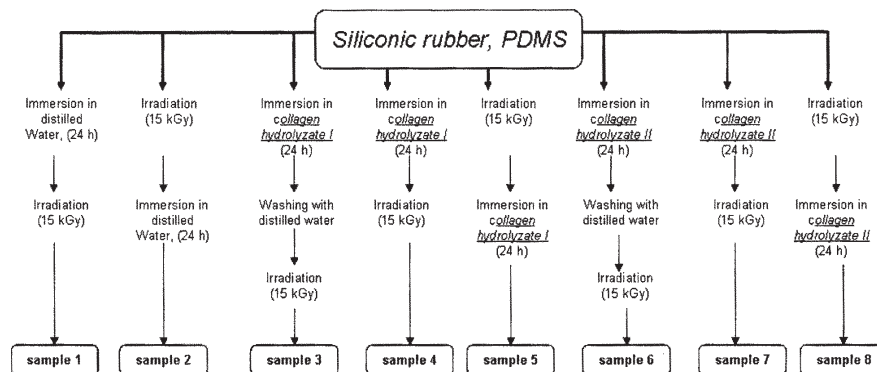 Siliconic rubber, PDMS
Immersion in
distilled
Water, (24 h)
Irradiation
(15 kGy)
sample 1
Irradiation
(15 kGy)
Immersion in
distilled
Water, (24 h)
sample 2
Immersion in
collagen
hydrolyzate I
(24 h)
Washing with
distilled water
Irradiation
(15 kGy)
sample 3
Immersion in
collagen
hydrolyzate I
(24 h)
Irradiation
(15 kGy)
sample 4
Irradiation
(15 kGy)
Immersion in
collagen
hydrolyzate I
(24 h)
sample 5
Immersion in
collagen
hydrolyzate II
(24 h)
Washing with
distilled water
Irradiation
(15 kGy)
sample 6
Immersion in
collagen
hydrolyzate II
(24 h)
Irradiation
(15 kGy)
sample 7
Irradiation
(15 kGy)
Immersion in
collagen
hydrolyzate II
(24 h)
sample 8